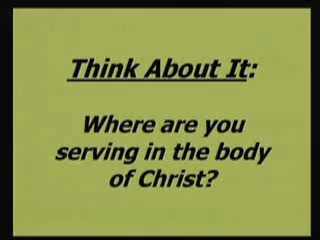 Think About It:
Where are you
serving in the body
of Christ?